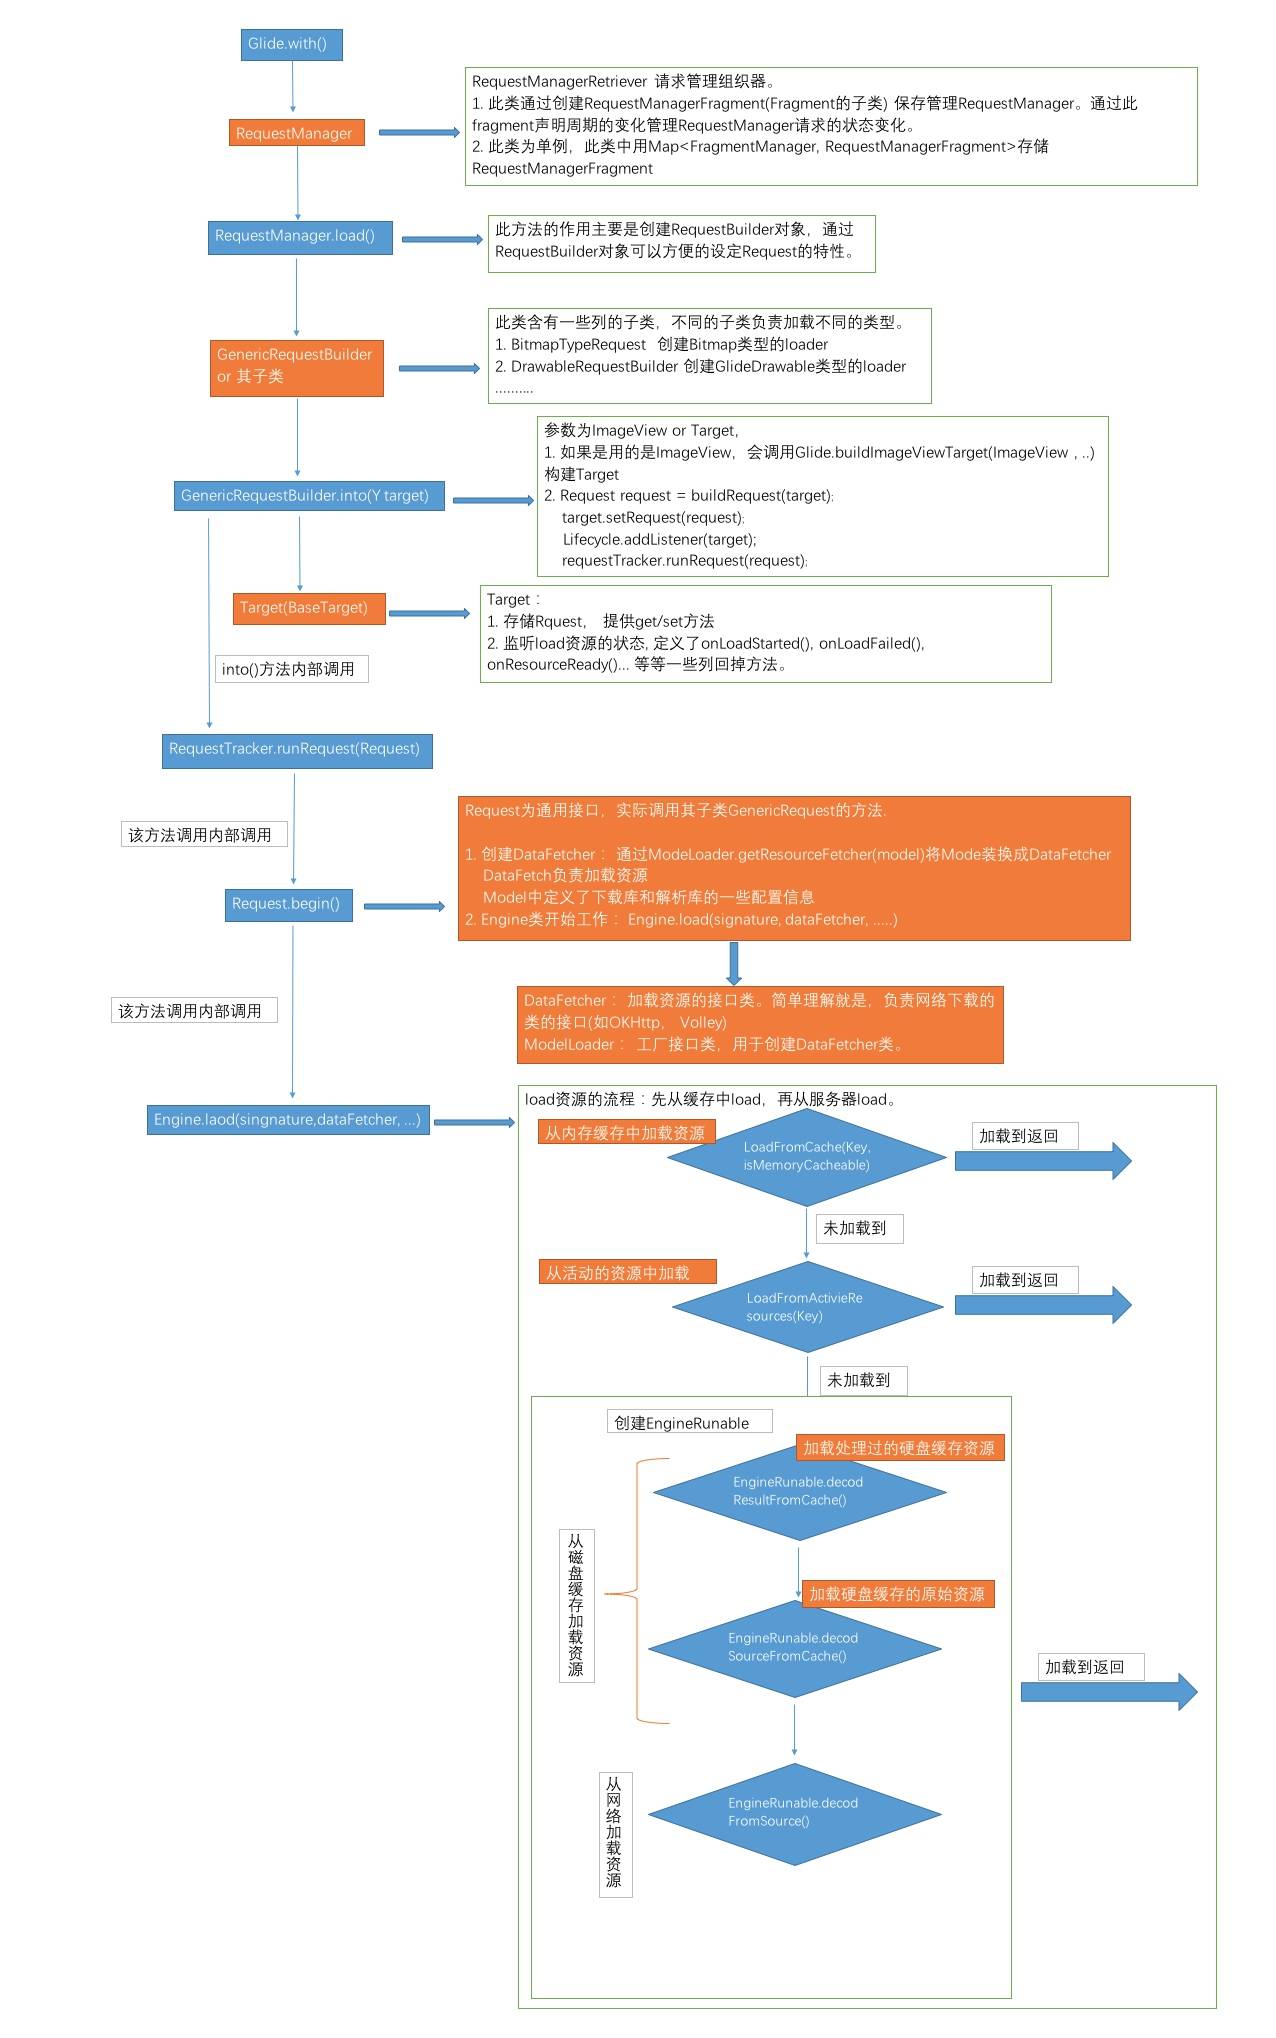 Glide.with()
RequestManager
RequestManagerRetriever 请求管理组织器。
1. 此类通过创建RequestManagerFragment(Fragment的子类) 保存管理RequestManager。通过此
fragment声明周期的变化管理RequestManager请求的状态变化。
2. 此类为单例，此类中用Map<FragmentManager, RequestManagerFragment>存储
RequestManagerFragment
RequestManager.load()
此方法的作用主要是创建RequestBuilder对象，通过
RequestBuilder对象可以方便的设定Request的特性。
GenericRequestBuilder
or 其子类
此类含有一些列的子类，不同的子类负责加载不同的类型。
1. BitmapTypeRequest 创建Bitmap类型的loader
2. DrawableRequestBuilder 创建GlideDrawable类型的loader
..........
GenericRequestBuilder.into(Y target)
参数为ImageView or Target，
1. 如果是用的是ImageView，会调用Glide.buildImageViewTarget(ImageView , ..)
构建Target
2. Request request = buildRequest(target);
target.setRequest(request);
Lifecycle.addListener(target);
requestTracker.runRequest(request);
Target(BaseTarget)
Target：
1. 存储Rquest， 提供get/set方法
2. 监听load资源的状态, 定义了onLoadStarted(), onLoadFailed(),
onResourceReady()... 等等一些列回掉方法。
into()方法内部调用
RequestTracker.runRequest(Request)
该方法调用内部调用
Request.begin()
Request为通用接口，实际调用其子类GenericRequest的方法.
1. 创建DataFetcher： 通过ModeLoader.getResourceFetcher(model)将Mode装换成DataFetcher
DataFetch负责加载资源
Model中定义了下载库和解析库的一些配置信息
2. Engine类开始工作： Engine.load(signature, dataFetcher, .....)
DataFetcher： 加载资源的接口类。简单理解就是，负责网络下载的
类的接口(如OKHttp， Volley)
ModelLoader： 工厂接口类，用于创建DataFetcher类。
该方法调用内部调用
Engine.laod(singnature,dataFetcher, ...)
load资源的流程：先从缓存中load，再从服务器load。
从内存缓存中加载资源
LoadFromCache(Key,
isMemoryCacheable)
加载到返回
未加载到
从活动的资源中加载
LoadFromActivieRe
sources(Key)
加载到返回
未加载到
创建EngineRunable
加载处理过的硬盘缓存资源
EngineRunable.decod
ResultFromCache()
从磁盘缓存加载资源
加载硬盘缓存的原始资源
EngineRunable.decod
SourceFromCache()
加载到返回
从网络加载资源
EngineRunable.decod
FromSource()